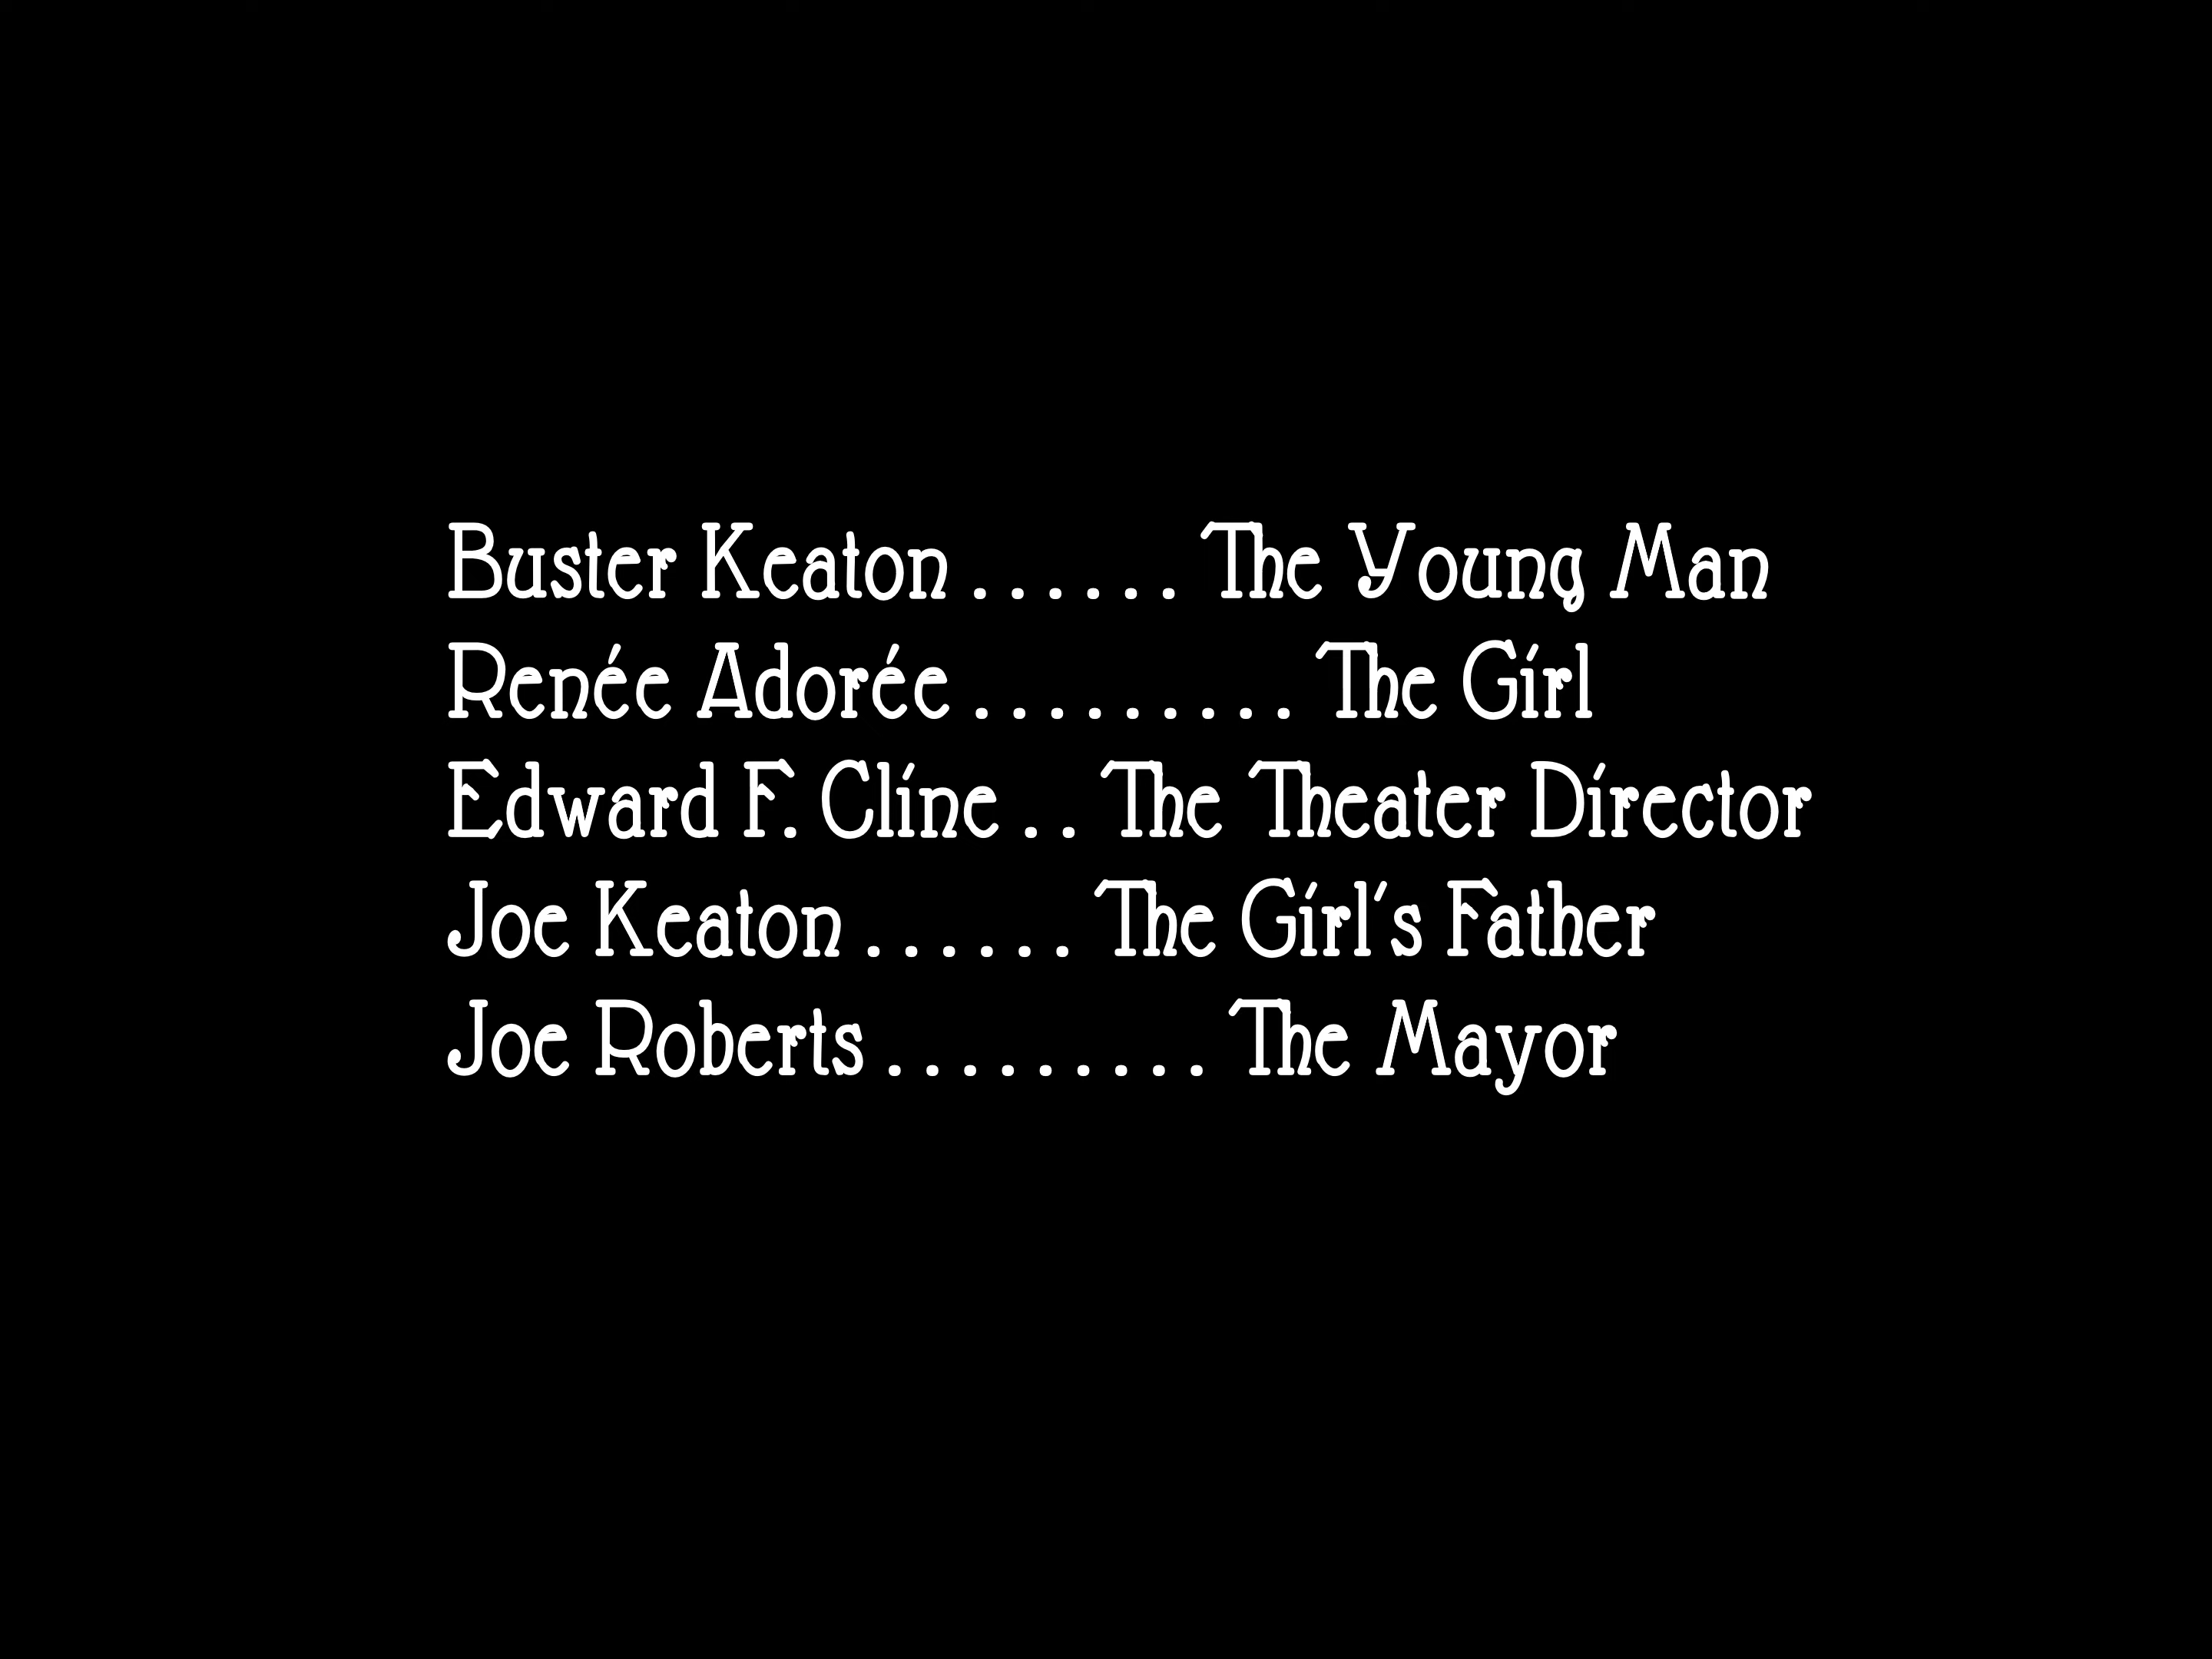 Buster Keaton . . . . . . The Young Man
Renée Adorée . . . . . . . . . The Girl
Edward F. Cline . . The Theater Director
Joe Keaton . . . . . . The Girl's Father
Joe Roberts . . . . . . . . . The Mayor